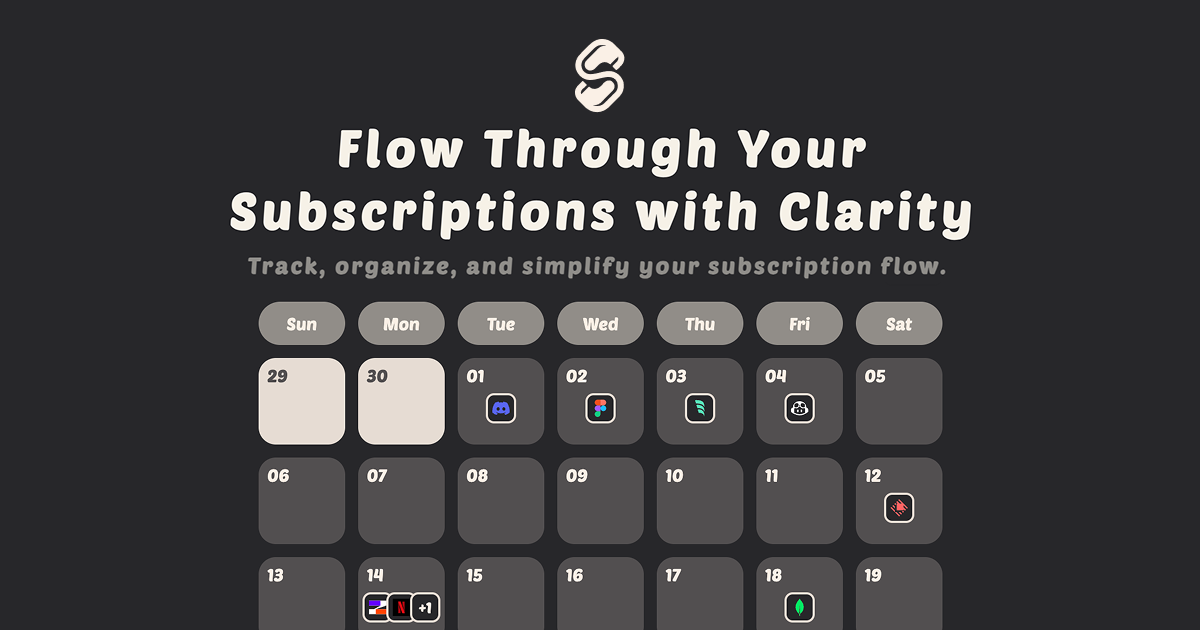 Flow Through Your
Subscriptions with Clarity
Track, organize, and simplify your subscription flow.
Sun Mon Tue Wed Thu Fri Sat
29 30 01 02 03 04 05
06 07 08 09 10 11 12
13 14 15 16 17 18 19
N +1